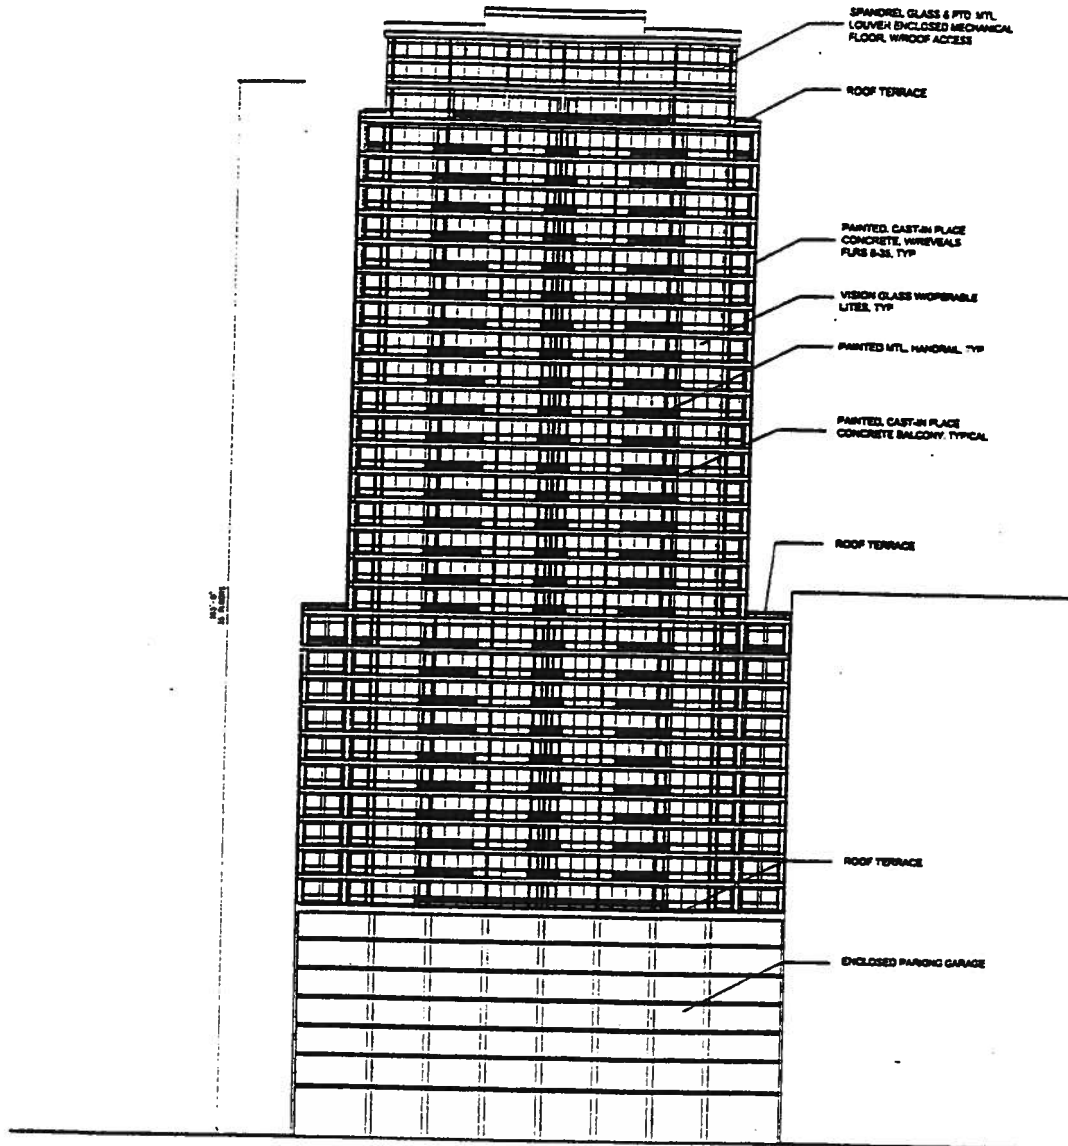 SPANDREL GLASS & PTD MTL
LOUVER ENCLOSED MECHANICAL
FLOOR, W/ROOF ACCESS
ROOF TERRACE
PAINTED, CAST-IN PLACE
CONCRETE, W/REVEALS
FLRS 8-35, TYP
VISION GLASS W/OPERABLE
LITES, TYP
PAINTED MTL. HANDRAIL, TYP
PAINTED, CAST-IN PLACE
CONCRETE BALCONY, TYPICAL
ROOF TERRACE
FLOORS
ROOF TERRACE
ENCLOSED PARKING GARAGE